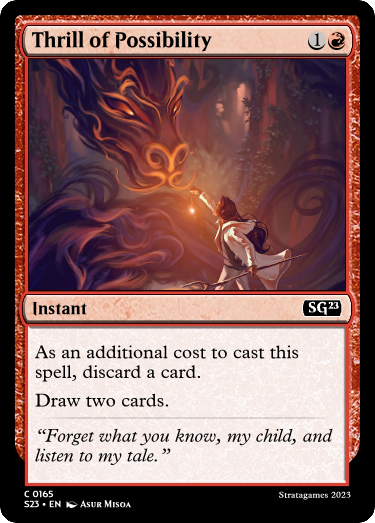 Thrill of Possibility 1
Instant SG23
As an additional cost to cast this
spell, discard a card.
Draw two cards.
“Forget what you know, my child, and
listen to my tale.”
C 0165
S23 • EN Asur Misoa
Stratagames 2023